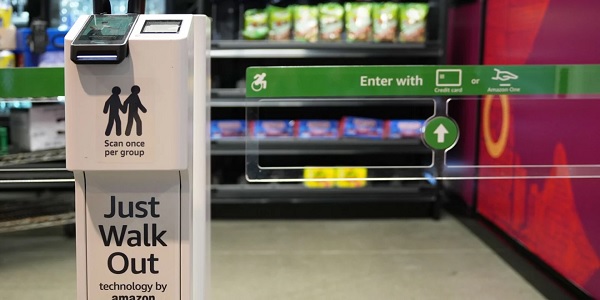 Scan once
per group
Just
Walk
Out
technology by
amazon
Enter with
Credit card
or
Amazon One